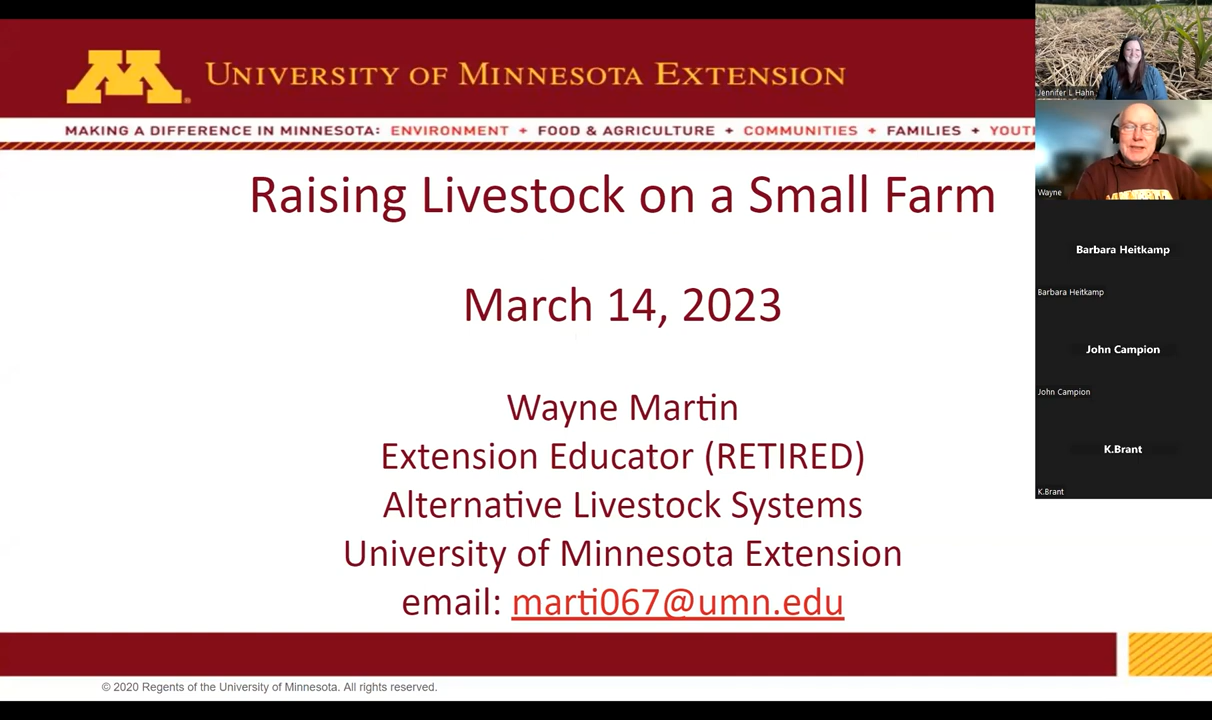 UNIVERSITY OF MINNESOTA EXTENSION
MAKING A DIFFERENCE IN MINNESOTA: ENVIRONMENT + FOOD & AGRICULTURE + COMMUNITIES + FAMILIES + YOUT
Raising Livestock on a Small Farm
March 14, 2023
Wayne Martin
Extension Educator (RETIRED)
Alternative Livestock Systems
University of Minnesota Extension
email: marti067@umn.edu
© 2020 Regents of the University of Minnesota. All rights reserved.
Jennifer L Hahn
Wayne
Barbara Heitkamp
Barbara Heitkamp
John Campion
John Campion
K.Brant
K.Brant